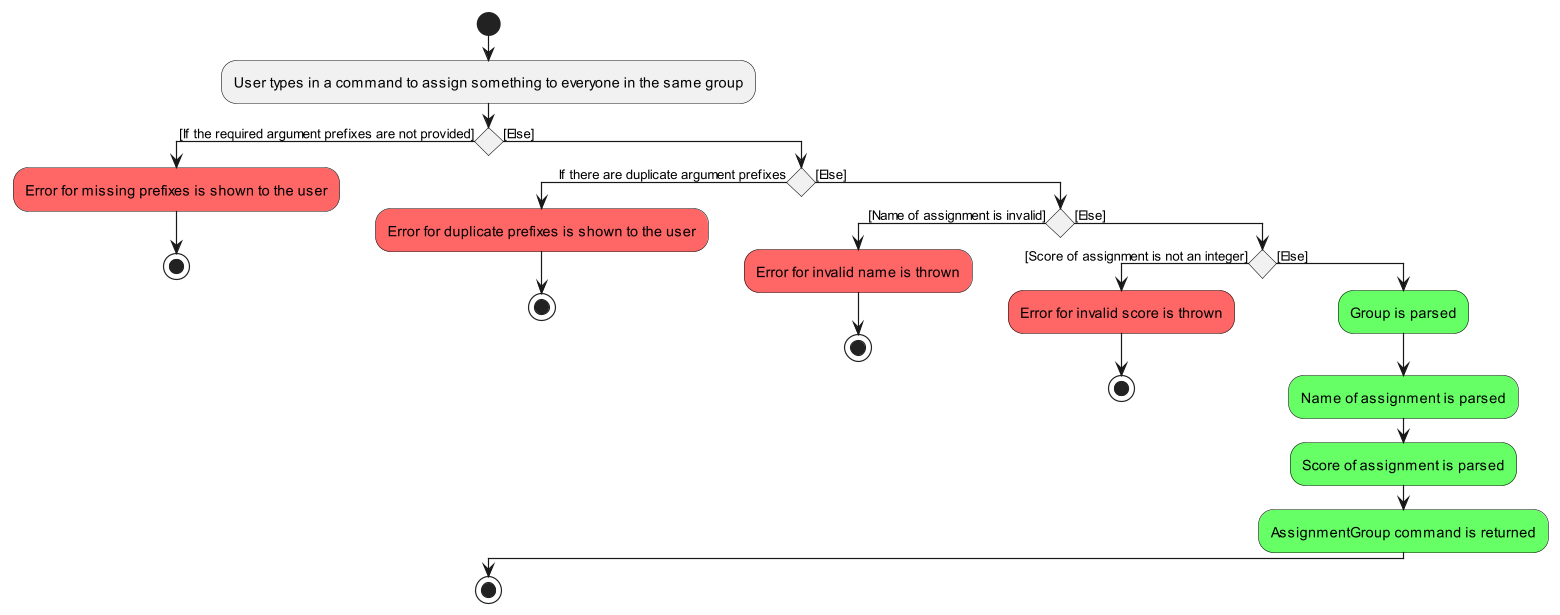 User types in a command to assign something to everyone in the same group
[If the required argument prefixes are not provided]
[Else]
Error for missing prefixes is shown to the user
If there are duplicate argument prefixes
[Else]
Error for duplicate prefixes is shown to the user
[Name of assignment is invalid]
[Else]
Error for invalid name is thrown
[Score of assignment is not an integer]
[Else]
Error for invalid score is thrown
Group is parsed
Name of assignment is parsed
Score of assignment is parsed
AssignmentGroup command is returned